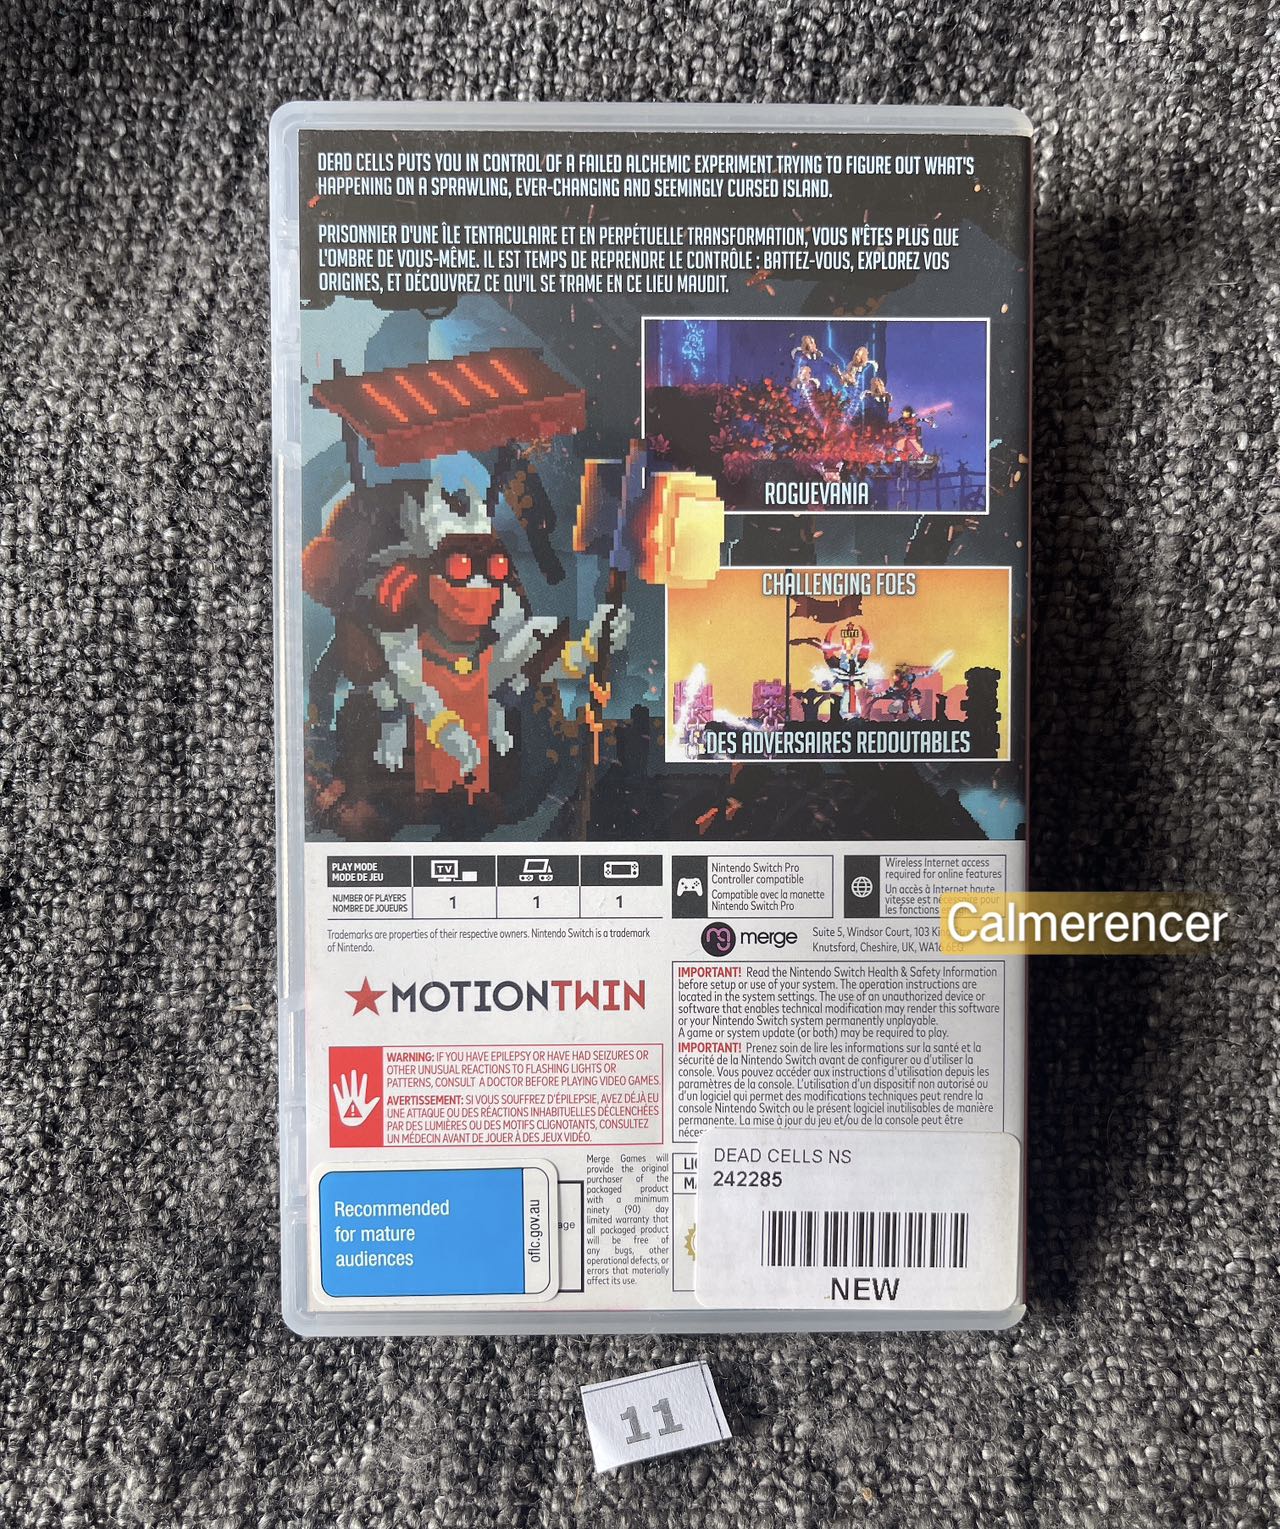 DEAD CELLS PUTS YOU IN CONTROL OF A FAILED ALCHEMIC EXPERIMENT TRYING TO FIGURE OUT WHAT'S
HAPPENING ON A SPRAWLING, EVER-CHANGING AND SEEMINGLY CURSED ISLAND.
PRISONNIER D'UNE ÎLE TENTACULAIRE ET EN PERPÉTUELLE TRANSFORMATION, VOUS N'ÊTES PLUS QUE
L'OMBRE DE VOUS-MÊME. IL EST TEMPS DE REPRENDRE LE CONTRÔLE : BATTEZ-VOUS, EXPLOREZ VOS
ORIGINES, ET DÉCOUVREZ CE QU'IL SE TRAME EN CE LIEU MAUDIT.
ROGUEVANIA
CHALLENGING FOES
ELITE
DES ADVERSAIRES REDOUTABLES
PLAY MODE
MODE DE JEU
TV
NUMBER OF PLAYERS
NOMBRE DE JOUEURS
1 1 1
Nintendo Switch Pro
Controller compatible
Compatible avec la manette
Nintendo Switch Pro
Wireless Internet access
required for online features
Un accès à Internet haute
vitesse est nécessaire pour
les fonctions
Calmerencer
Trademarks are properties of their respective owners. Nintendo Switch is a trademark
of Nintendo.
mg merge
Suite 5, Windsor Court, 103
Knutsford, Cheshire, UK, WA16 6EQ
MOTIONTWIN
IMPORTANT! Read the Nintendo Switch Health & Safety Information
before setup or use of your system. The operation instructions are
located in the system settings. The use of an unauthorized device or
software that enables technical modification may render this software
or your Nintendo Switch system permanently unplayable.
A game or system update (or both) may be required to play.
IMPORTANT! Prenez soin de lire les informations sur la santé et la
sécurité de la Nintendo Switch avant de configurer ou d'utiliser la
console. Vous pouvez accéder aux instructions d'utilisation depuis les
paramètres de la console. L'utilisation d'un dispositif non autorisé ou
d'un logiciel qui permet des modifications techniques peut rendre la
console Nintendo Switch ou le présent logiciel inutilisables de manière
permanente. La mise à jour du jeu et/ou de la console peut être
WARNING: IF YOU HAVE EPILEPSY OR HAVE HAD SEIZURES OR
OTHER UNUSUAL REACTIONS TO FLASHING LIGHTS OR
PATTERNS, CONSULT A DOCTOR BEFORE PLAYING VIDEO GAMES.
AVERTISSEMENT: SI VOUS SOUFFREZ D'ÉPILEPSIE, AVEZ DÉJÀ EU
UNE ATTAQUE OU DES RÉACTIONS INHABITUELLES DÉCLENCHÉES
PAR DES LUMIÈRES OU DES MOTIFS CLIGNOTANTS, CONSULTEZ
UN MÉDECIN AVANT DE JOUER À DES JEUX VIDÉO.
Recommended
for mature
audiences
oflc.gov.au
Merge Games will
provide the original
purchaser of the
packaged product
with a minimum
ninety (90) day
limited warranty that
all packaged product
will be free of
any bugs, other
operational defects, or
errors that materially
affect its use.
DEAD CELLS NS
242285
NEW
11